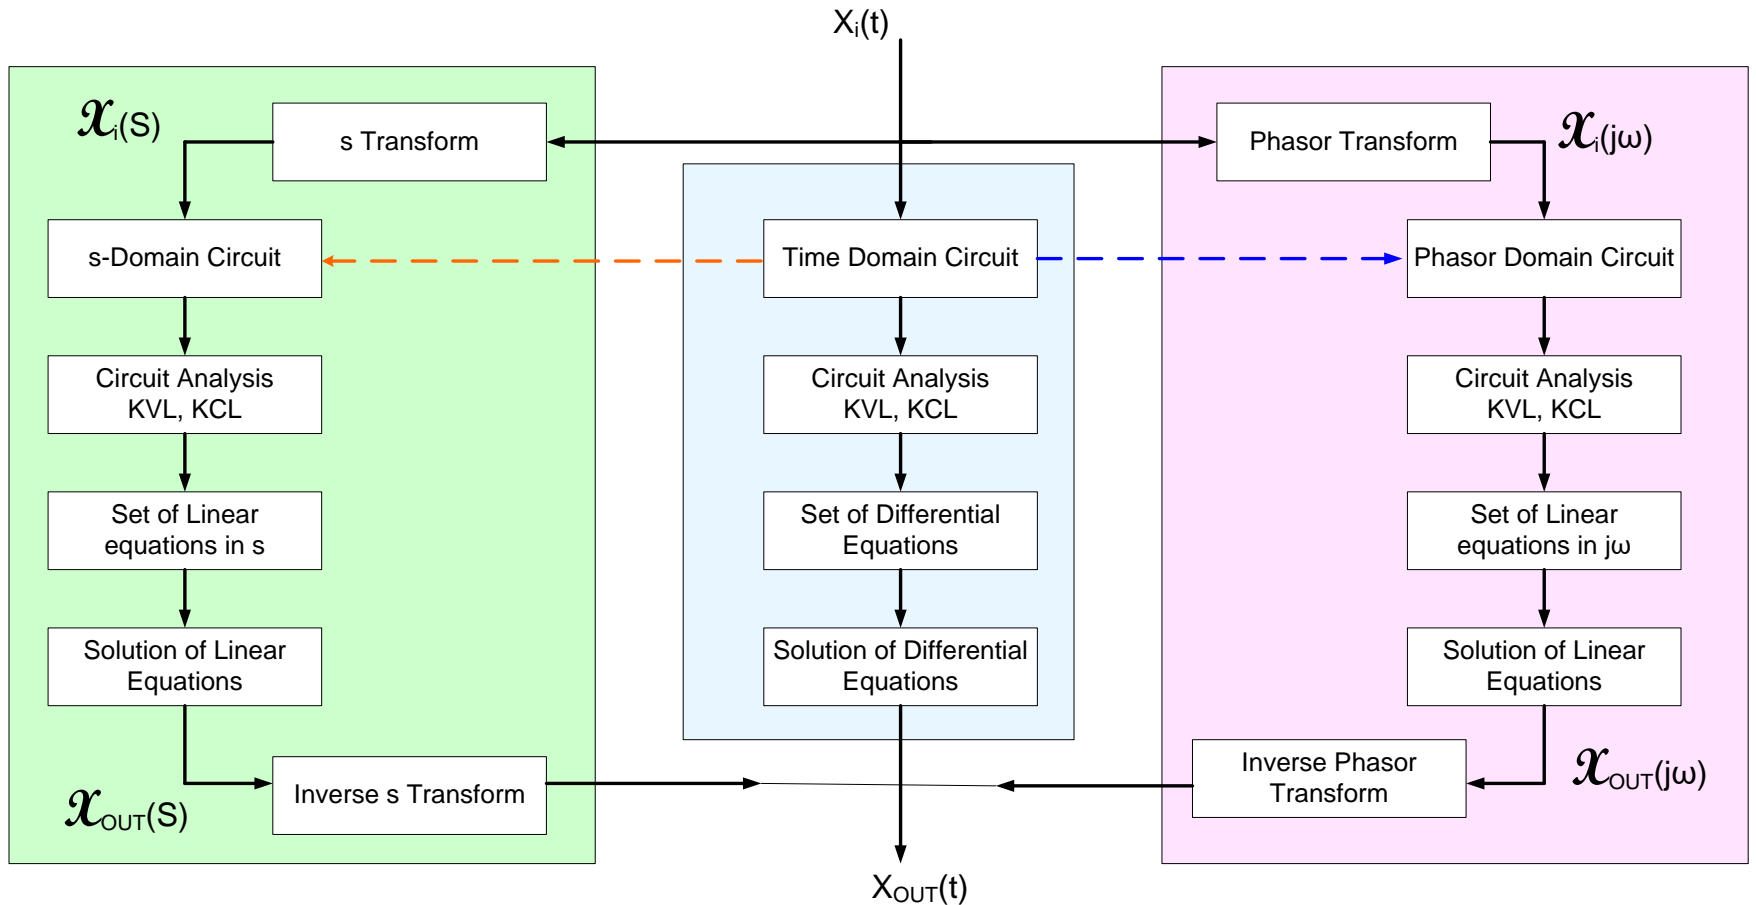 Xi(t)
𝒳i(S)
s Transform
s-Domain Circuit
Circuit Analysis
KVL, KCL
Set of Linear
equations in s
Solution of Linear
Equations
𝒳OUT(S)
Inverse s Transform
Time Domain Circuit
Circuit Analysis
KVL, KCL
Set of Differential
Equations
Solution of Differential
Equations
XOUT(t)
Phasor Transform
𝒳i(jω)
Phasor Domain Circuit
Circuit Analysis
KVL, KCL
Set of Linear
equations in jω
Solution of Linear
Equations
Inverse Phasor
Transform
𝒳OUT(jω)